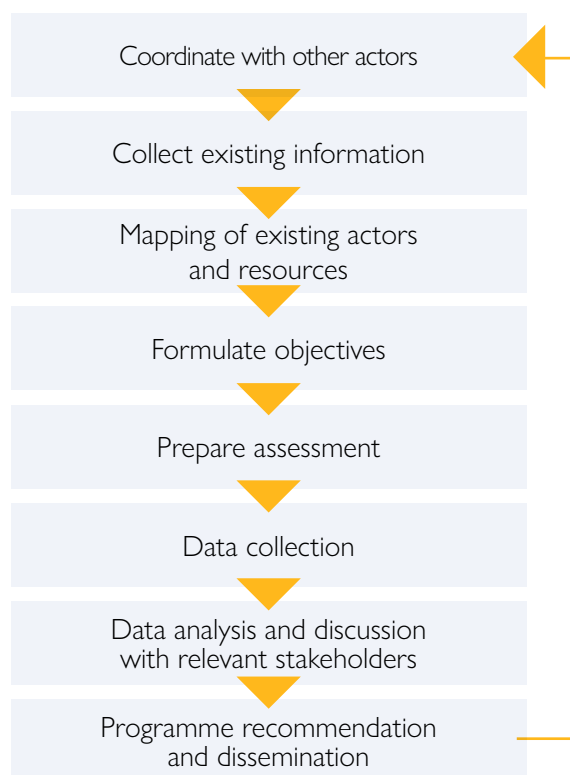 Coordinate with other actors
Collect existing information
Mapping of existing actors
and resources
Formulate objectives
Prepare assessment
Data collection
Data analysis and discussion
with relevant stakeholders
Programme recommendation
and dissemination